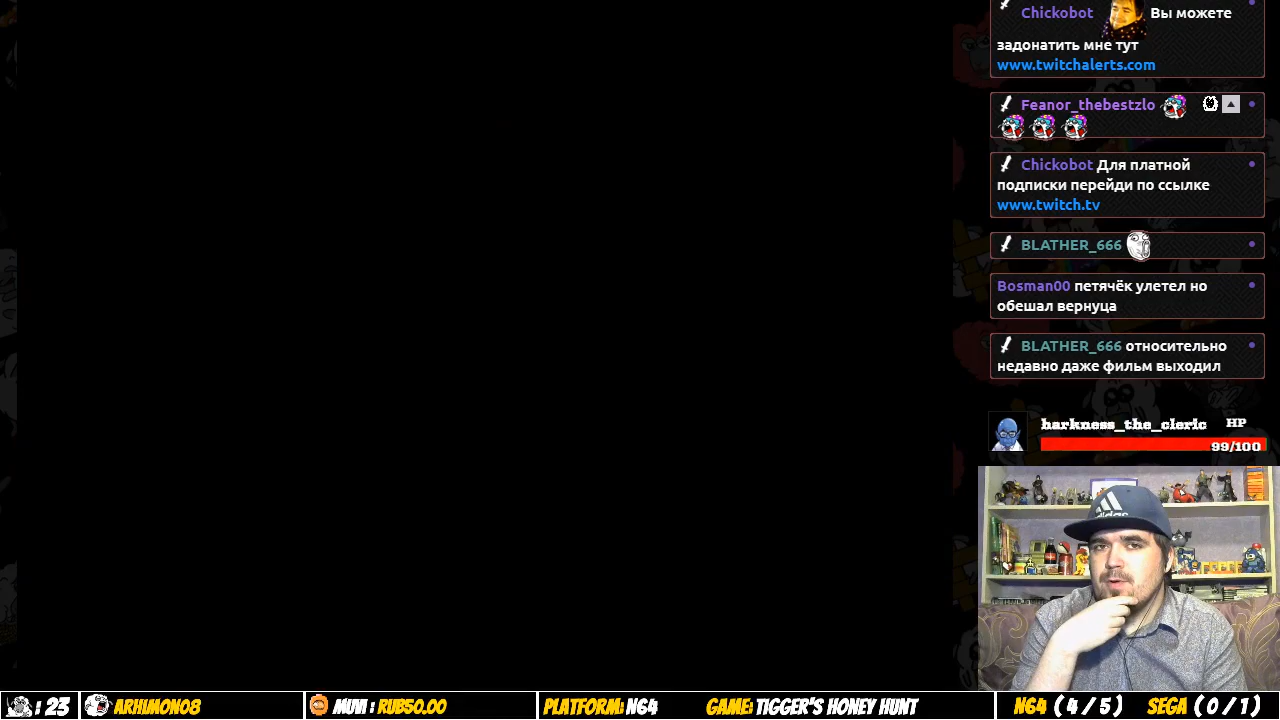 Chickobot Вы можете
задонатить мне тут
www.twitchalerts.com
Feanor_thebestzlo
Chickobot Для платной
подписки перейди по ссылке
www.twitch.tv
BLATHER_666
Bosman00 петячёк улетел но
обешал вернуца
BLATHER_666 относительно
недавно даже фильм выходил
harkness_the_cleric HP
99/100
adidas
: 23
ARHIMOND8
MUVI : RUB50.00
PLATFORM: N64
GAME: TIGGER'S HONEY HUNT
N64 ( 4 / 5 ) SEGA ( 0 / 1 )